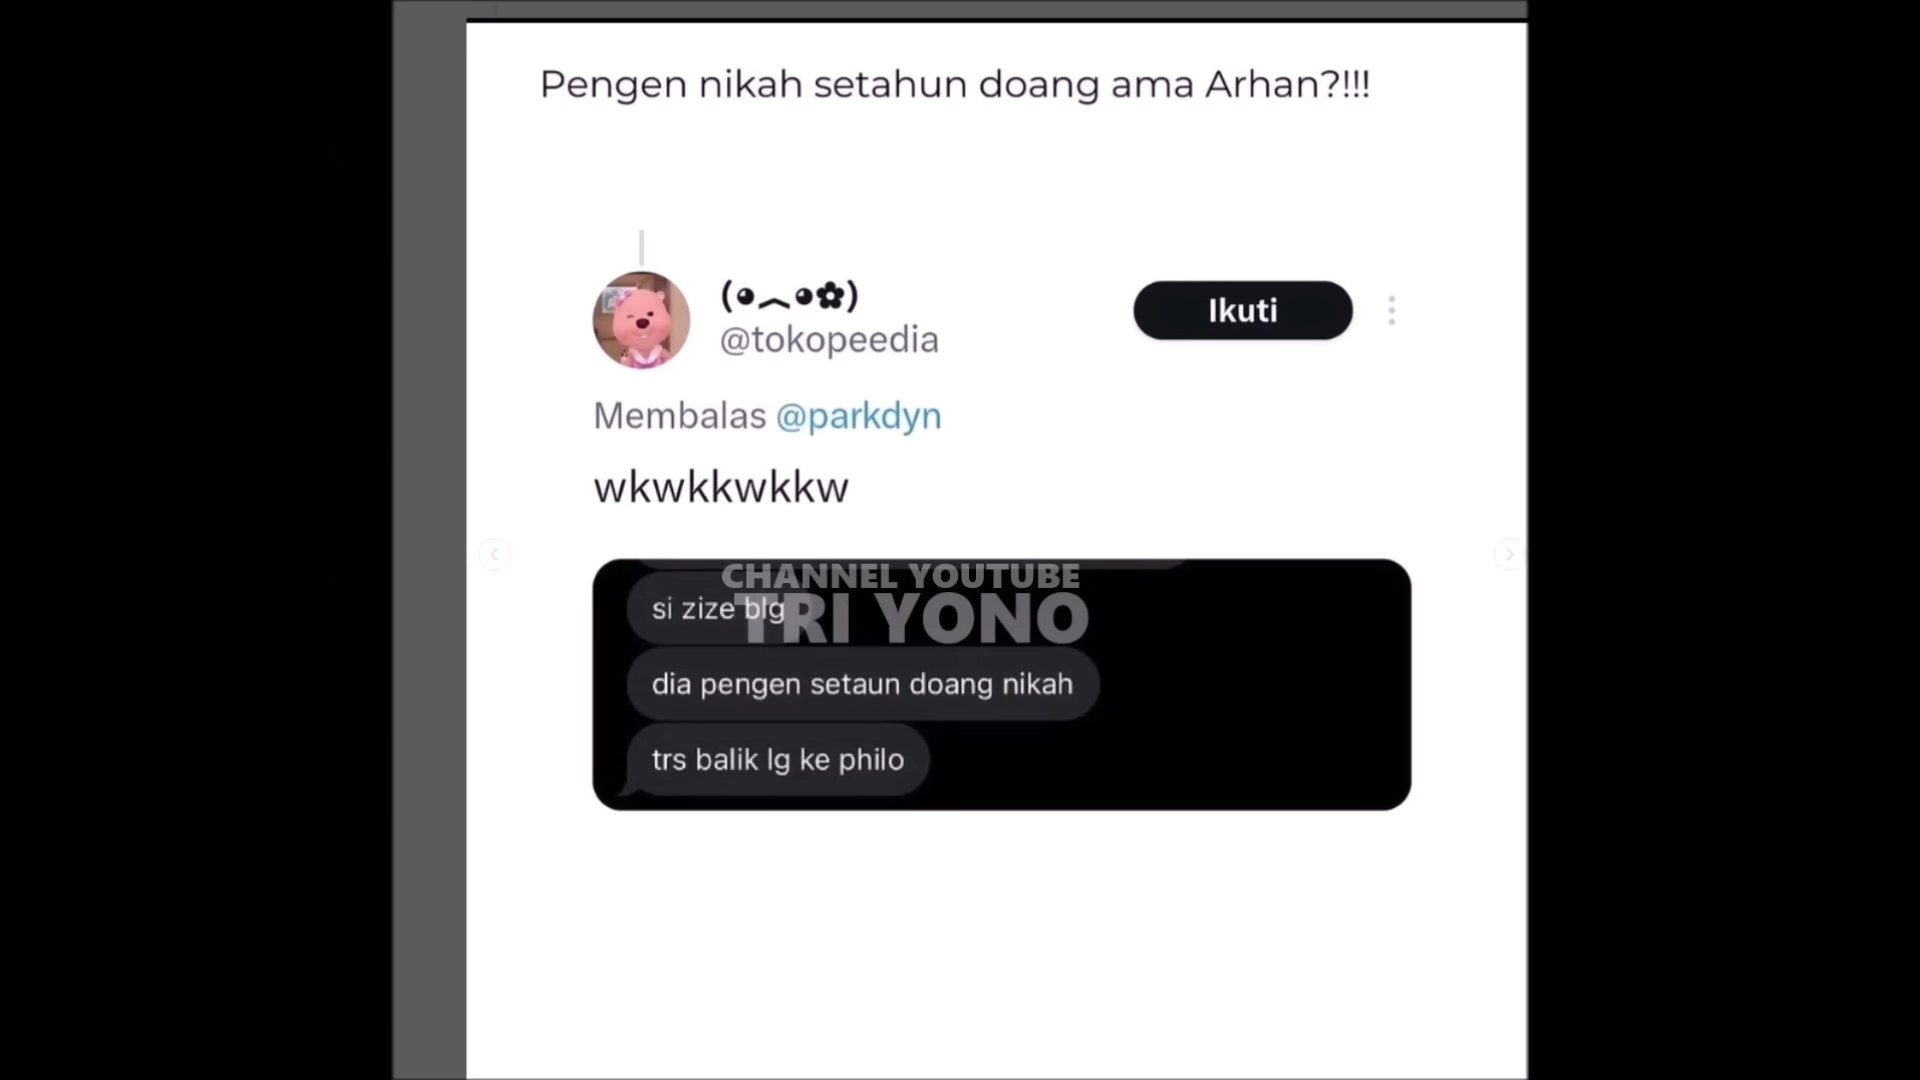 Pengen nikah setahun doang ama Arhan?!!!
@tokopeedia
Ikuti
Membalas @parkdyn
wkwkkwkkw
CHANNEL YOUTUBE
TRI YONO
si zize blg
dia pengen setaun doang nikah
trs balik lg ke philo